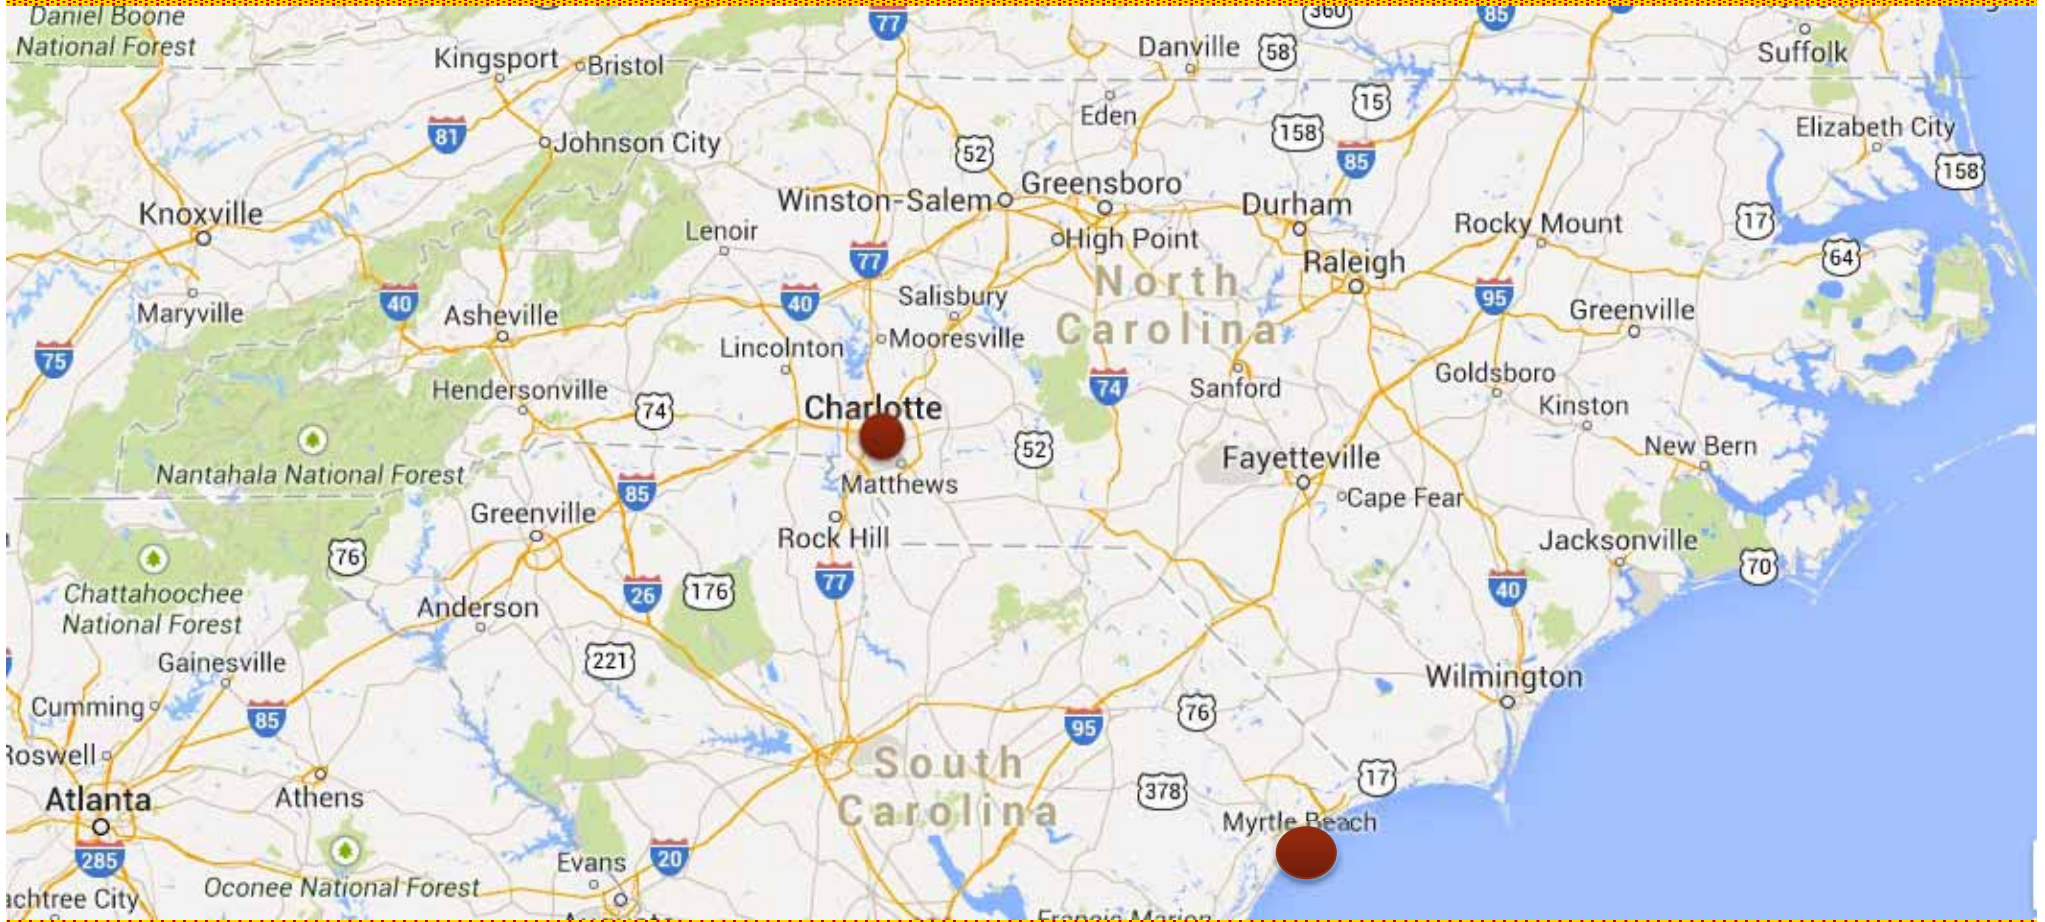 Daniel Boone
National Forest
77
360
85
Kingsport
Bristol
Danville
58
Suffolk
81
Johnson City
Eden
15
158
Elizabeth City
52
85
158
Knoxville
Winston-Salem
Greensboro
Durham
Rocky Mount
17
Lenoir
High Point
77
Raleigh
64
Maryville
40
Asheville
40
Salisbury
North
Carolina
95
Greenville
75
Lincolnton
Mooresville
Hendersonville
74
Charlotte
74
Sanford
Goldsboro
Kinston
52
New Bern
Nantahala National Forest
85
Matthews
Fayetteville
Cape Fear
Greenville
Rock Hill
Jacksonville
76
70
Chattahoochee
National Forest
Anderson
26
176
77
40
Gainesville
221
Wilmington
Cumming
85
95
76
Roswell
South
Carolina
17
Atlanta
Athens
378
Myrtle Beach
285
Evans
20
Oconee National Forest
achtree City
Francis Marion